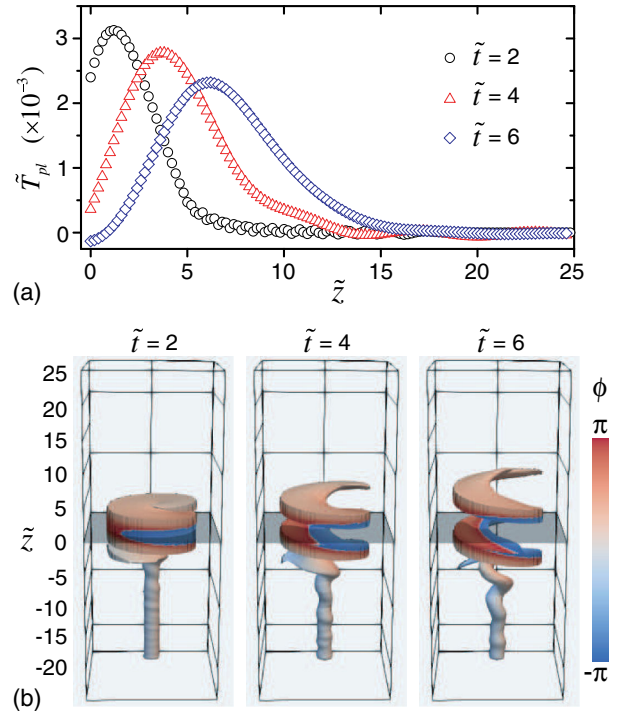 3
2
1
0
T̃pl (×10⁻³)
t̃ = 2
t̃ = 4
t̃ = 6
0 5 10 15 20 25
(a) z̃
t̃ = 2 t̃ = 4 t̃ = 6
25
20
15
10
5
z̃ 0
-5
-10
-15
-20
ϕ
π
-π
(b)